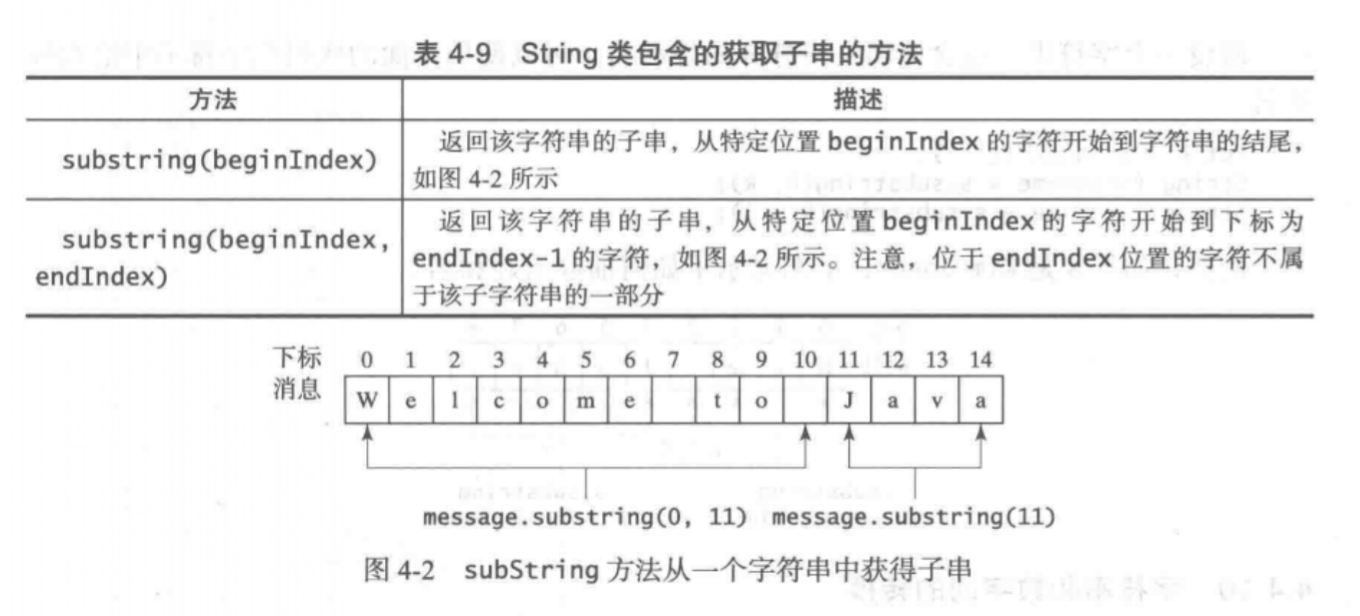 表 4-9 String 类包含的获取子串的方法
方法 描述
substring(beginIndex) 返回该字符串的子串，从特定位置 beginIndex 的字符开始到字符串的结尾，
如图 4-2 所示
substring(beginIndex, 返回该字符串的子串，从特定位置 beginIndex 的字符开始到下标为
endIndex) endIndex-1 的字符，如图 4-2 所示。注意，位于 endIndex 位置的字符不属
于该子字符串的一部分
下标 0 1 2 3 4 5 6 7 8 9 10 11 12 13 14
消息 W e l c o m e t o J a v a
message.substring(0, 11) message.substring(11)
图 4-2 subString 方法从一个字符串中获得子串